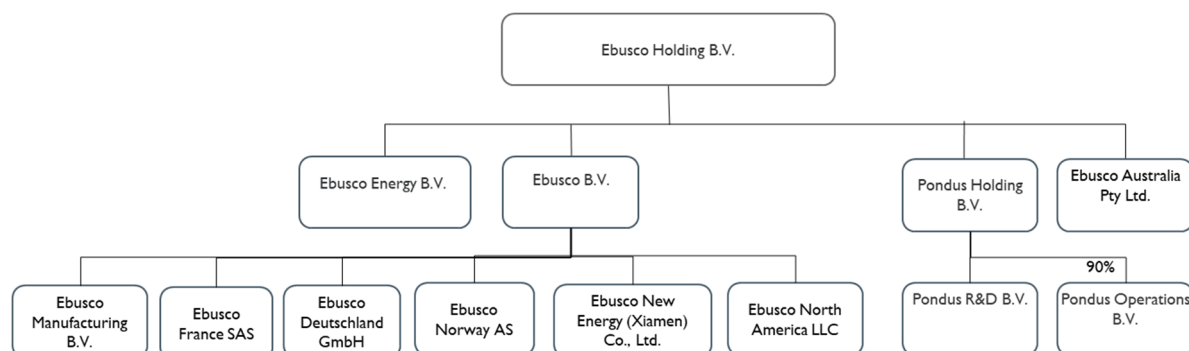 Ebusco Holding B.V.
Ebusco Energy B.V.
Ebusco B.V.
Pondus Holding
B.V.
Ebusco Australia
Pty Ltd.
90%
Ebusco
Manufacturing
B.V.
Ebusco
France SAS
Ebusco
Deutschland
GmbH
Ebusco
Norway AS
Ebusco New
Energy (Xiamen)
Co., Ltd.
Ebusco North
America LLC
Pondus R&D B.V.
Pondus Operations
B.V.